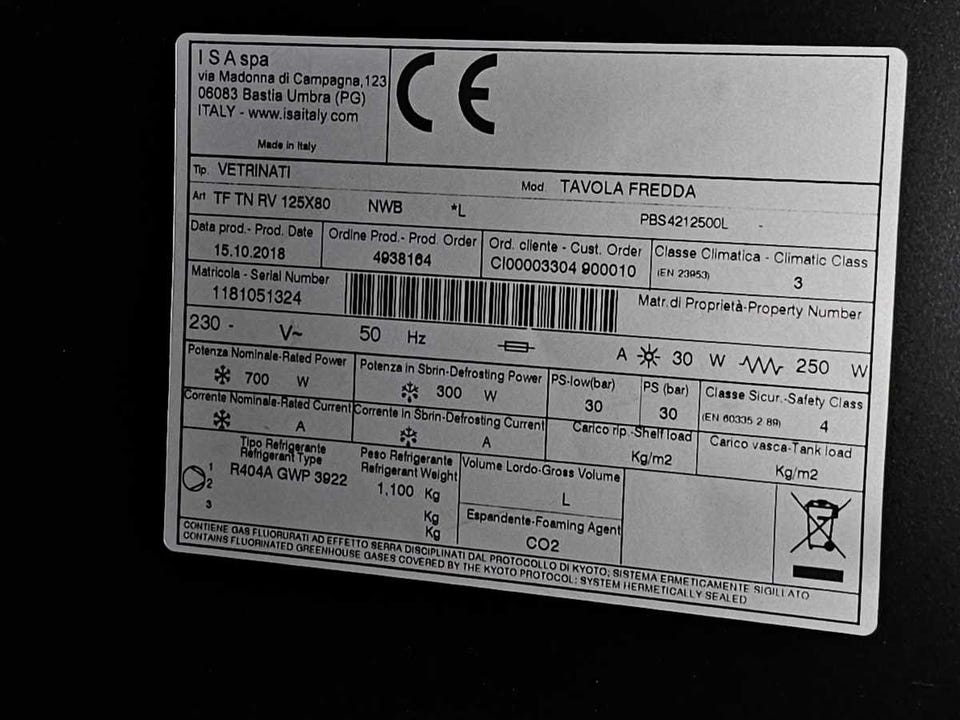 I S A spa
via Madonna di Campagna,123
06083 Bastia Umbra (PG)
ITALY - www.isaitaly.com
Made in Italy
CE
Tip. VETRINATI
Mod. TAVOLA FREDDA
Art TF TN RV 125X80 NWB *L
PBS4212500L -
Data prod.- Prod. Date
15.10.2018
Ordine Prod.- Prod. Order
4938164
Ord. cliente - Cust. Order
CI00003304 900010
Classe Climatica - Climatic Class
(EN 23953) 3
Matricola - Serial Number
1181051324
Matr.di Proprietà-Property Number
230 - V~ 50 Hz A 30 W 250 W
Potenza Nominale-Rated Power
700 W
Potenza in Sbrin-Defrosting Power
300 W
PS-low(bar)
30
PS (bar)
30
Classe Sicur.-Safety Class
(EN 60335 2 89) 4
Corrente Nominale-Rated Current
A
Corrente in Sbrin-Defrosting Current
A
Carico rip.-Shelf load
Kg/m2
Carico vasca-Tank load
Kg/m2
Tipo Refrigerante
Refrigerant Type
1 R404A GWP 3922
2
3
Peso Refrigerante
Refrigerant Weight
1,100 Kg
Kg
Kg
Volume Lordo-Gross Volume
L
Espandente-Foaming Agent
CO2
CONTIENE GAS FLUORURATI AD EFFETTO SERRA DISCIPLINATI DAL PROTOCOLLO DI KYOTO; SISTEMA ERMETICAMENTE SIGILLATO
CONTAINS FLUORINATED GREENHOUSE GASES COVERED BY THE KYOTO PROTOCOL; SYSTEM HERMETICALLY SEALED